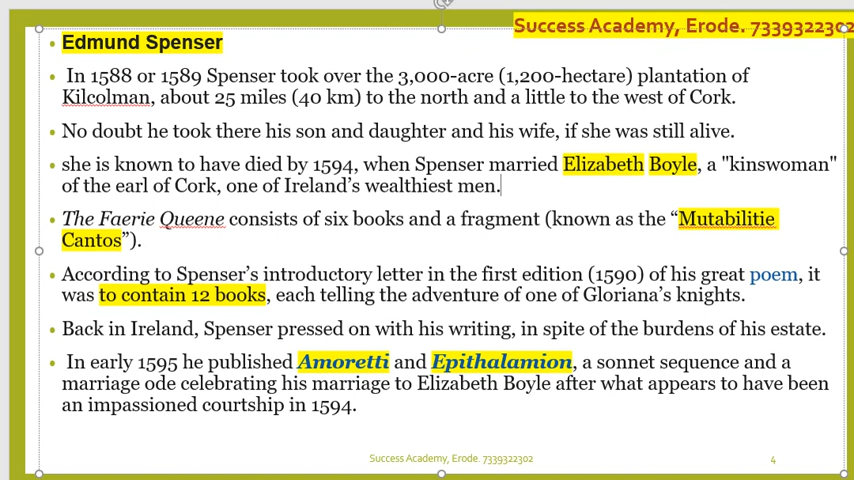 Success Academy, Erode. 7339322302
• Edmund Spenser
• In 1588 or 1589 Spenser took over the 3,000-acre (1,200-hectare) plantation of
Kilcolman, about 25 miles (40 km) to the north and a little to the west of Cork.
• No doubt he took there his son and daughter and his wife, if she was still alive.
• she is known to have died by 1594, when Spenser married Elizabeth Boyle, a "kinswoman"
of the earl of Cork, one of Ireland’s wealthiest men.
• The Faerie Queene consists of six books and a fragment (known as the “Mutabilitie
Cantos”).
• According to Spenser’s introductory letter in the first edition (1590) of his great poem, it
was to contain 12 books, each telling the adventure of one of Gloriana’s knights.
• Back in Ireland, Spenser pressed on with his writing, in spite of the burdens of his estate.
• In early 1595 he published Amoretti and Epithalamion, a sonnet sequence and a
marriage ode celebrating his marriage to Elizabeth Boyle after what appears to have been
an impassioned courtship in 1594.
Success Academy, Erode. 7339322302
4